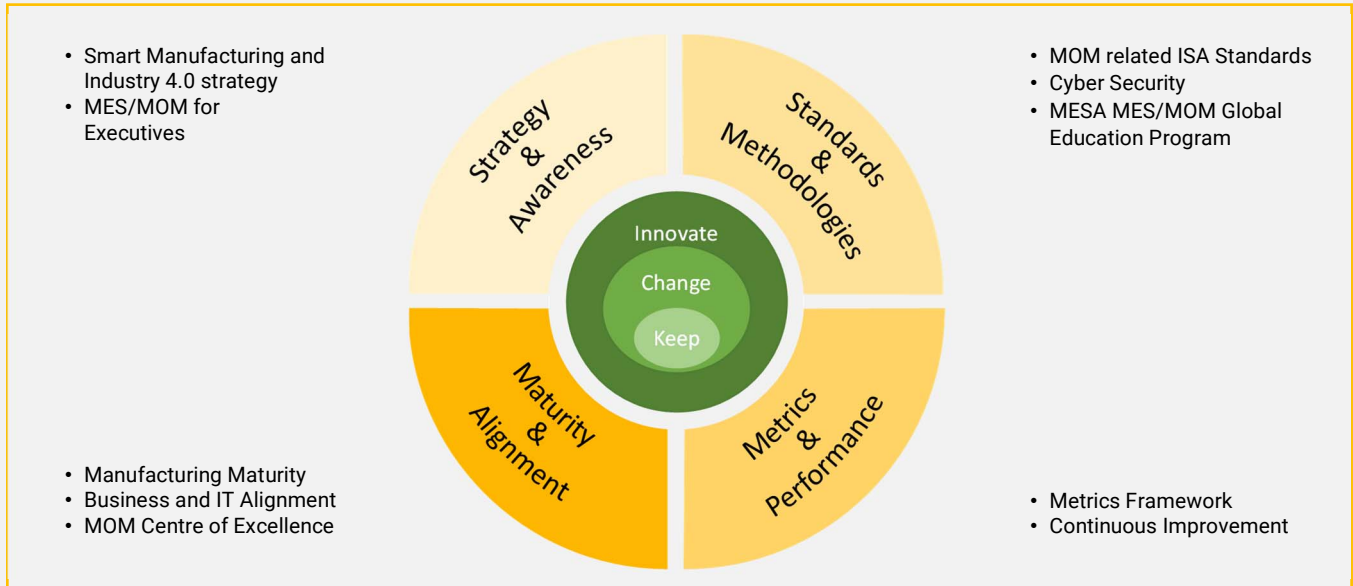 • Smart Manufacturing and
Industry 4.0 strategy
• MES/MOM for
Executives
Strategy
&
Awareness
Standards
&
Methodologies
• MOM related ISA Standards
• Cyber Security
• MESA MES/MOM Global
Education Program
Innovate
Change
Keep
• Manufacturing Maturity
• Business and IT Alignment
• MOM Centre of Excellence
Maturity
&
Alignment
Metrics
&
Performance
• Metrics Framework
• Continuous Improvement